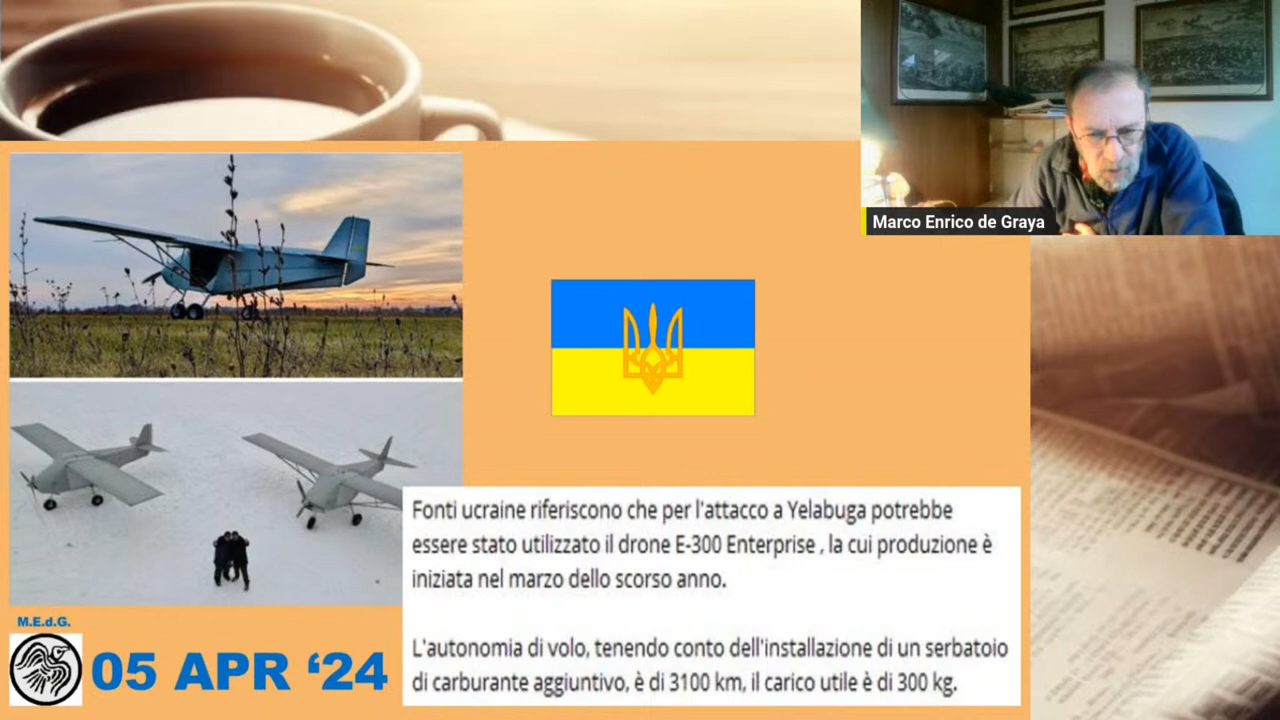 Marco Enrico de Graya
Fonti ucraine riferiscono che per l'attacco a Yelabuga potrebbe
essere stato utilizzato il drone E-300 Enterprise , la cui produzione è
iniziata nel marzo dello scorso anno.
L'autonomia di volo, tenendo conto dell'installazione di un serbatoio
di carburante aggiuntivo, è di 3100 km, il carico utile è di 300 kg.
M.E.d.G.
05 APR ‘24